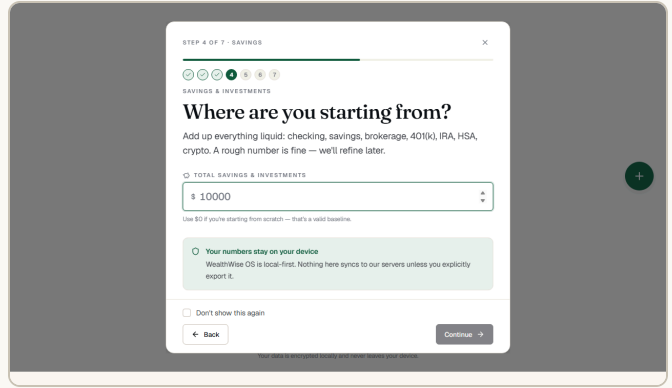 STEP 4 OF 7 · SAVINGS
4 5 6 7
SAVINGS & INVESTMENTS
Where are you starting from?
Add up everything liquid: checking, savings, brokerage, 401(k), IRA, HSA,
crypto. A rough number is fine — we'll refine later.
TOTAL SAVINGS & INVESTMENTS
$ 10000
Use $0 if you're starting from scratch — that's a valid baseline.
Your numbers stay on your device
WealthWise OS is local-first. Nothing here syncs to our servers unless you explicitly
export it.
Don't show this again
← Back
Continue →
Your data is encrypted locally and never leaves your device.